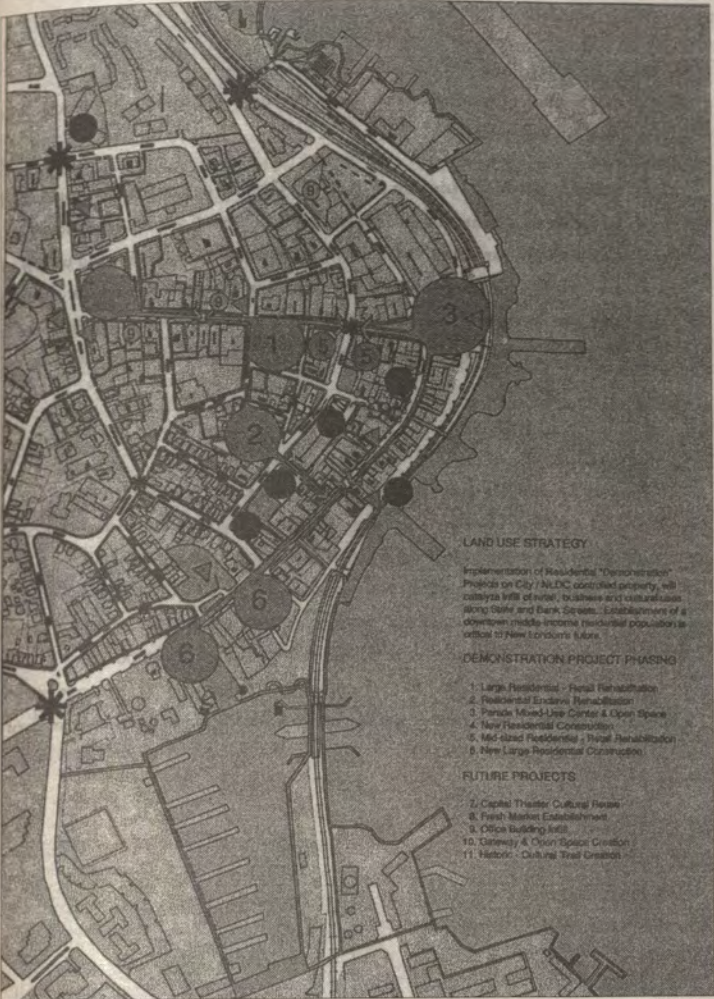 3
1
5
5
2
4
6
6
LAND USE STRATEGY
Implementation of Residential "Demonstration"
Projects on City / NLDC controlled property, will
catalyze infill of retail, business and cultural uses
along State and Bank Streets. Establishment of a
downtown middle-income residential population is
critical to New London's future.
DEMONSTRATION PROJECT PHASING
1. Large Residential - Retail Rehabilitation
2. Residential Enclave Rehabilitation
3. Parade Mixed-Use Center & Open Space
4. New Residential Construction
5. Mid-sized Residential - Retail Rehabilitation
6. New Large Residential Construction
FUTURE PROJECTS
7. Capital Theater Cultural Reuse
8. Fresh Market Establishment
9. Office Building Infill
10. Gateway & Open Space Creation
11. Historic - Cultural Trail Creation